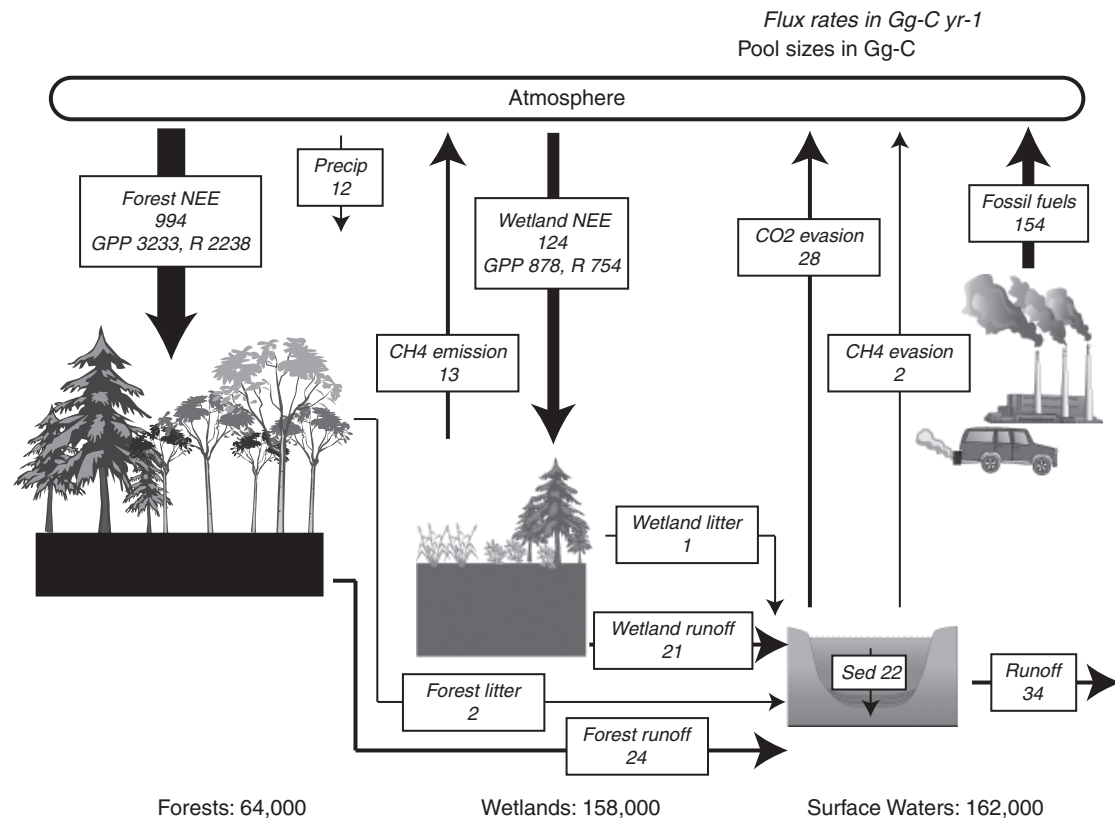 Flux rates in Gg-C yr-1
Pool sizes in Gg-C
Atmosphere
Forest NEE
994
GPP 3233, R 2238
Precip
12
Wetland NEE
124
GPP 878, R 754
CO2 evasion
28
Fossil fuels
154
CH4 emission
13
CH4 evasion
2
Wetland litter
1
Wetland runoff
21
Sed 22
Runoff
34
Forest litter
2
Forest runoff
24
Forests: 64,000
Wetlands: 158,000
Surface Waters: 162,000